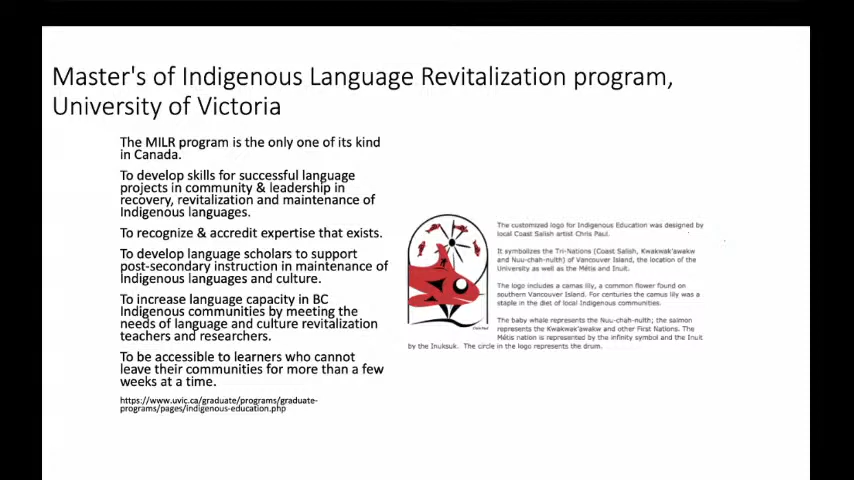 Master's of Indigenous Language Revitalization program,
University of Victoria
The MILR program is the only one of its kind
in Canada.
To develop skills for successful language
projects in community & leadership in
recovery, revitalization and maintenance of
Indigenous languages.
To recognize & accredit expertise that exists.
To develop language scholars to support
post-secondary instruction in maintenance of
Indigenous languages and culture.
To increase language capacity in BC
Indigenous communities by meeting the
needs of language and culture revitalization
teachers and researchers.
To be accessible to learners who cannot
leave their communities for more than a few
weeks at a time.
https://www.uvic.ca/graduate/programs/graduate-
programs/pages/indigenous-education.php
The customized logo for Indigenous Education was designed by
local Coast Salish artist Chris Paul.
It symbolizes the Tri-Nations (Coast Salish, Kwakwak'awakw
and Nuu-chah-nulth) of Vancouver Island, the location of the
University as well as the Métis and Inuit.
The logo includes a camas lily, a common flower found on
southern Vancouver Island. For centuries the camus lily was a
staple in the diet of local Indigenous communities.
The baby whale represents the Nuu-chah-nulth; the salmon
represents the Kwakwak'awakw and other First Nations. The
Métis nation is represented by the infinity symbol and the Inuit
by the Inuksuk. The circle in the logo represents the drum.
Chris Paul